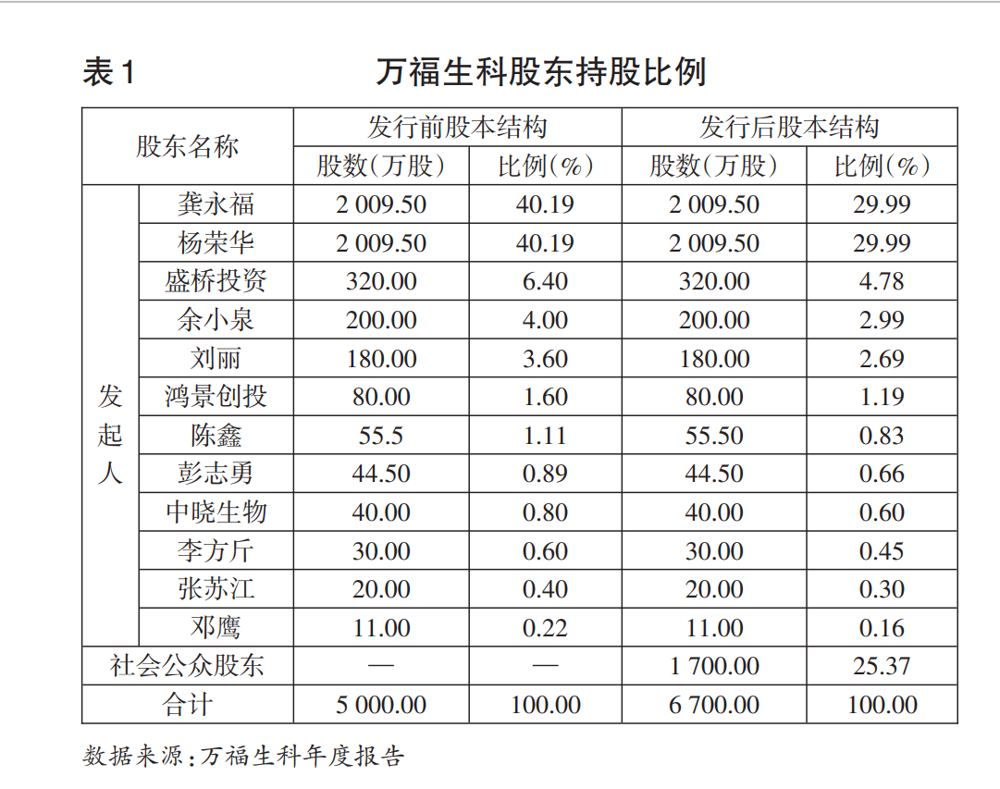 表1 万福生科股东持股比例
股东名称 发行前股本结构 发行后股本结构
股数(万股) 比例(%) 股数(万股) 比例(%)
发起人
龚永福 2 009.50 40.19 2 009.50 29.99
杨荣华 2 009.50 40.19 2 009.50 29.99
盛桥投资 320.00 6.40 320.00 4.78
余小泉 200.00 4.00 200.00 2.99
刘丽 180.00 3.60 180.00 2.69
鸿景创投 80.00 1.60 80.00 1.19
陈鑫 55.5 1.11 55.50 0.83
彭志勇 44.50 0.89 44.50 0.66
中晓生物 40.00 0.80 40.00 0.60
李方斤 30.00 0.60 30.00 0.45
张苏江 20.00 0.40 20.00 0.30
邓鹰 11.00 0.22 11.00 0.16
社会公众股东 — — 1 700.00 25.37
合计 5 000.00 100.00 6 700.00 100.00
数据来源:万福生科年度报告